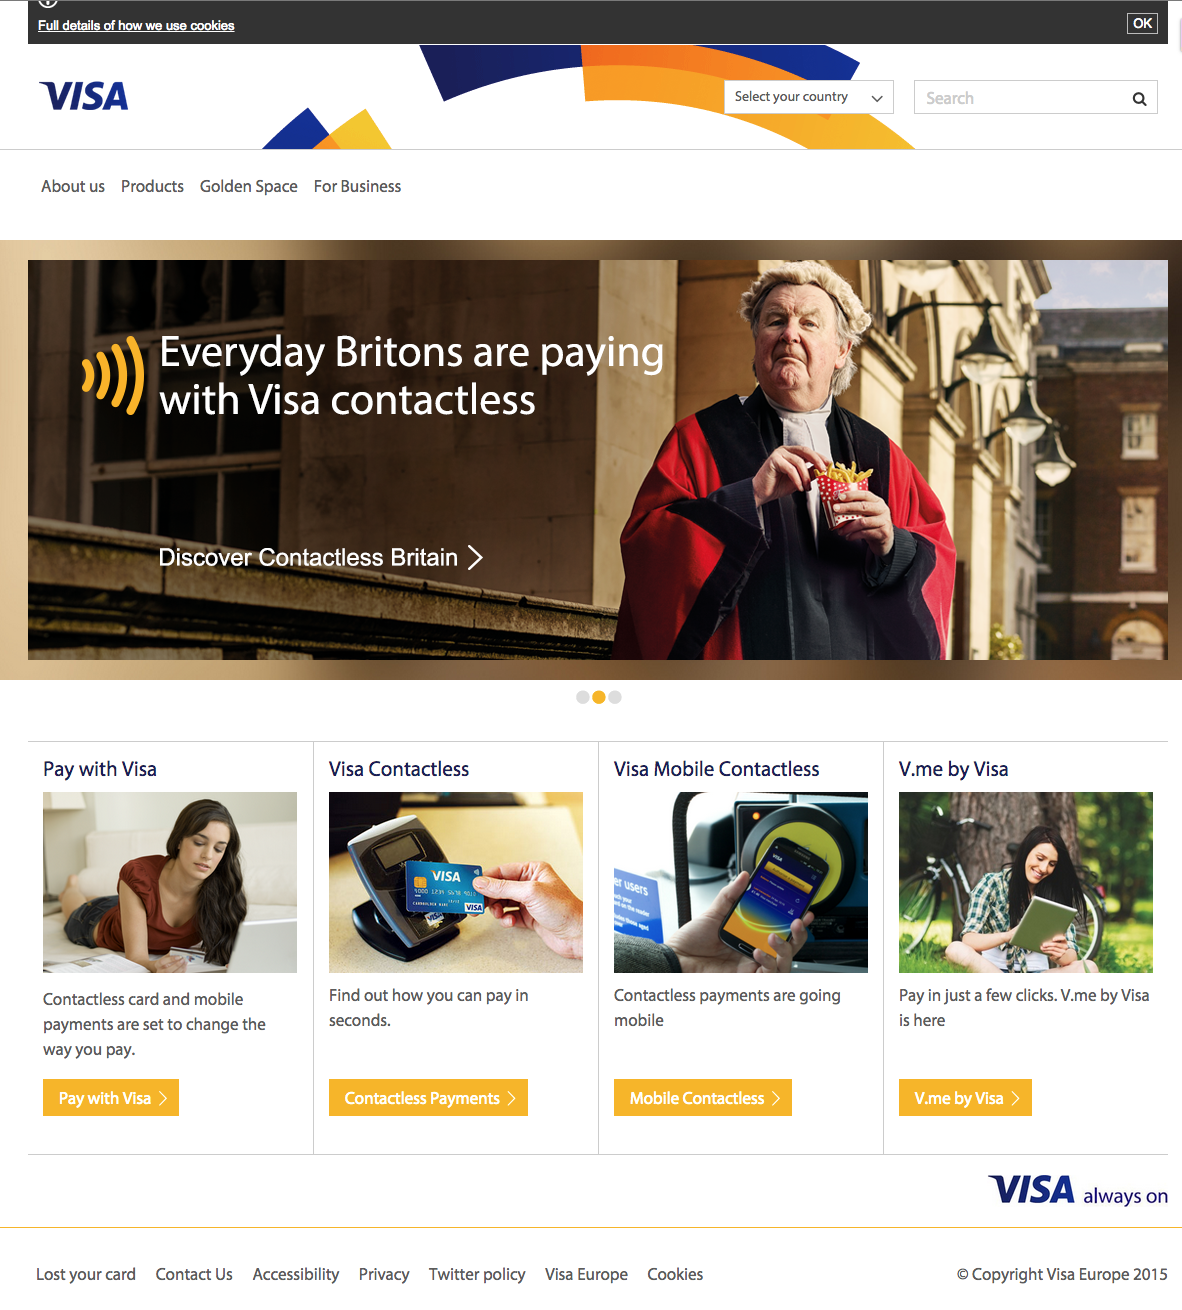 Full details of how we use cookies
OK
VISA
Select your country
Search
About us Products Golden Space For Business
Everyday Britons are paying
with Visa contactless
Discover Contactless Britain
Pay with Visa
Visa Contactless
Visa Mobile Contactless
V.me by Visa
VISA
VISA
users
Contactless card and mobile
payments are set to change the
way you pay.
Find out how you can pay in
seconds.
Contactless payments are going
mobile
Pay in just a few clicks. V.me by Visa
is here
Pay with Visa
Contactless Payments
Mobile Contactless
V.me by Visa
VISA always on
Lost your card Contact Us Accessibility Privacy Twitter policy Visa Europe Cookies
© Copyright Visa Europe 2015